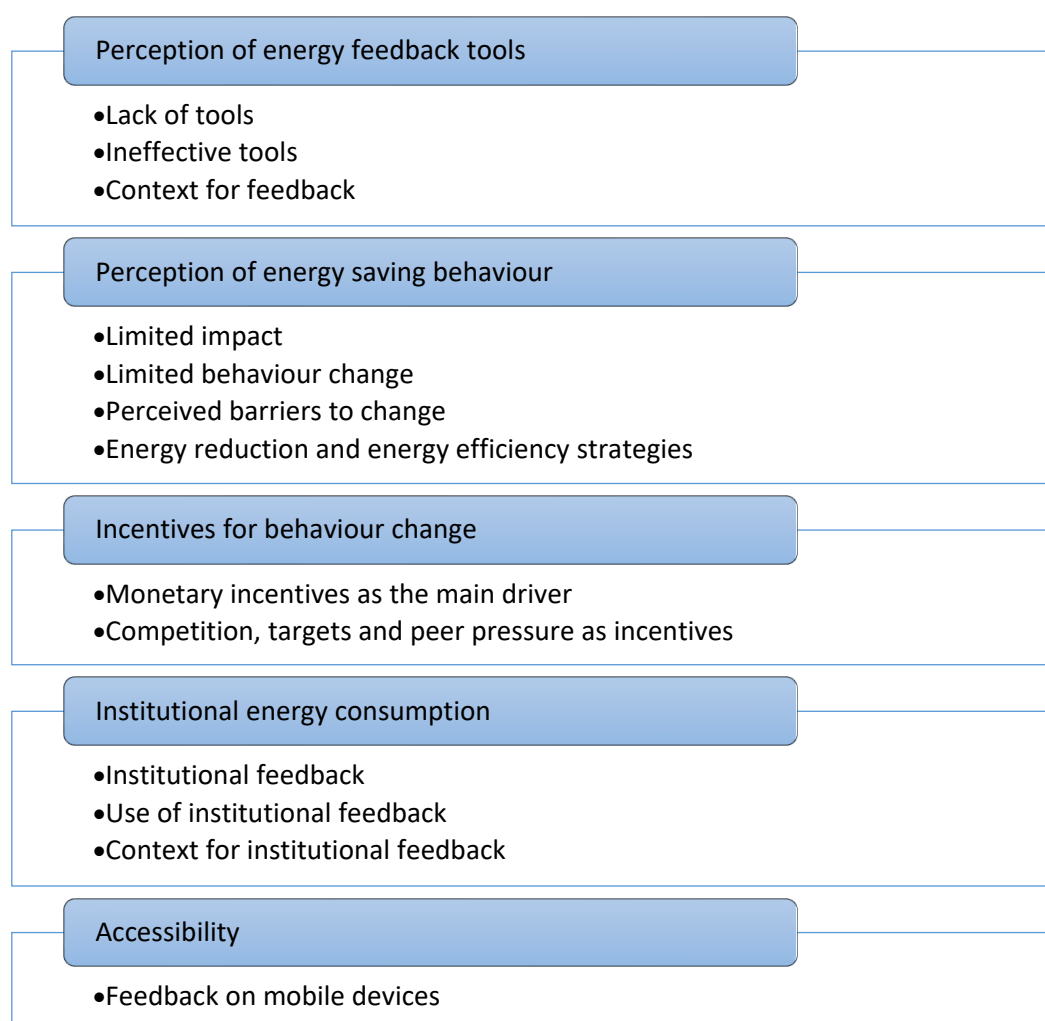 Perception of energy feedback tools
•Lack of tools
•Ineffective tools
•Context for feedback
Perception of energy saving behaviour
•Limited impact
•Limited behaviour change
•Perceived barriers to change
•Energy reduction and energy efficiency strategies
Incentives for behaviour change
•Monetary incentives as the main driver
•Competition, targets and peer pressure as incentives
Institutional energy consumption
•Institutional feedback
•Use of institutional feedback
•Context for institutional feedback
Accessibility
•Feedback on mobile devices